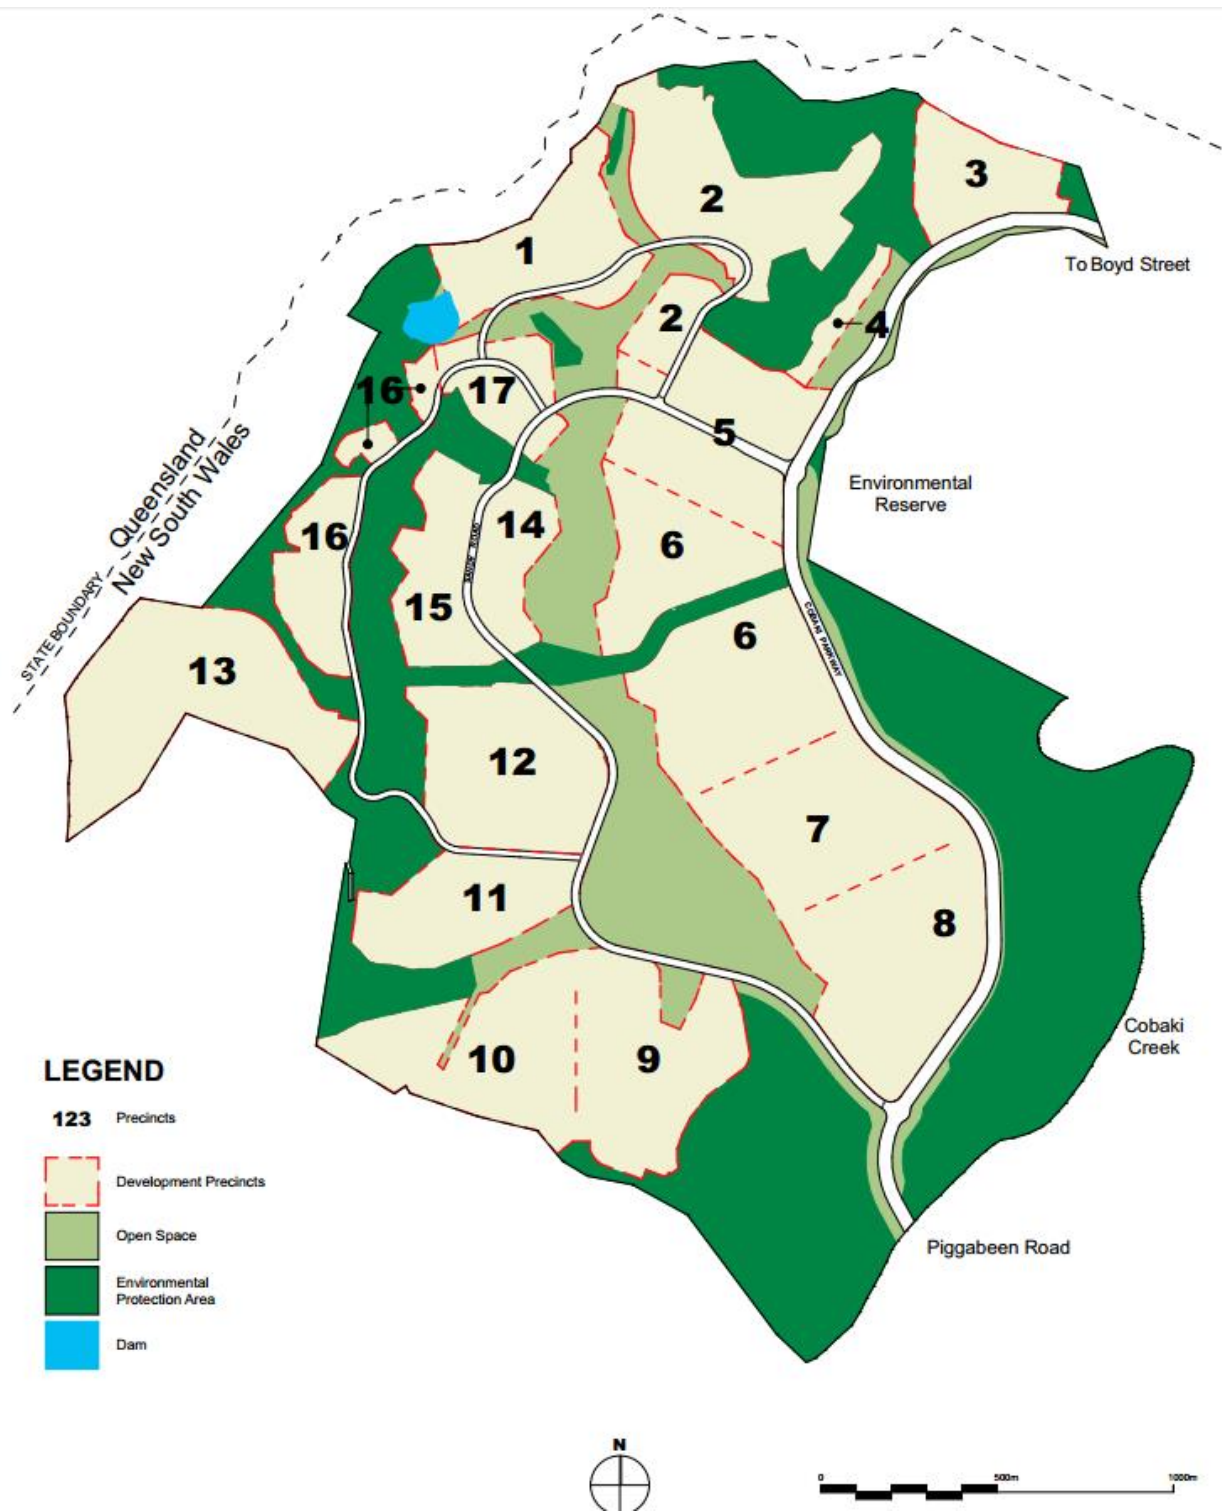 3
2
1
To Boyd Street
2
4
16
17
5
Queensland
New South Wales
STATE BOUNDARY
Environmental
Reserve
14
16
6
15
COBAKI PARKWAY
6
13
12
7
11
8
Cobaki
Creek
10
9
LEGEND
123
Precincts
Development Precincts
Open Space
Environmental
Protection Area
Dam
Piggabeen Road
N
0
500m
1000m